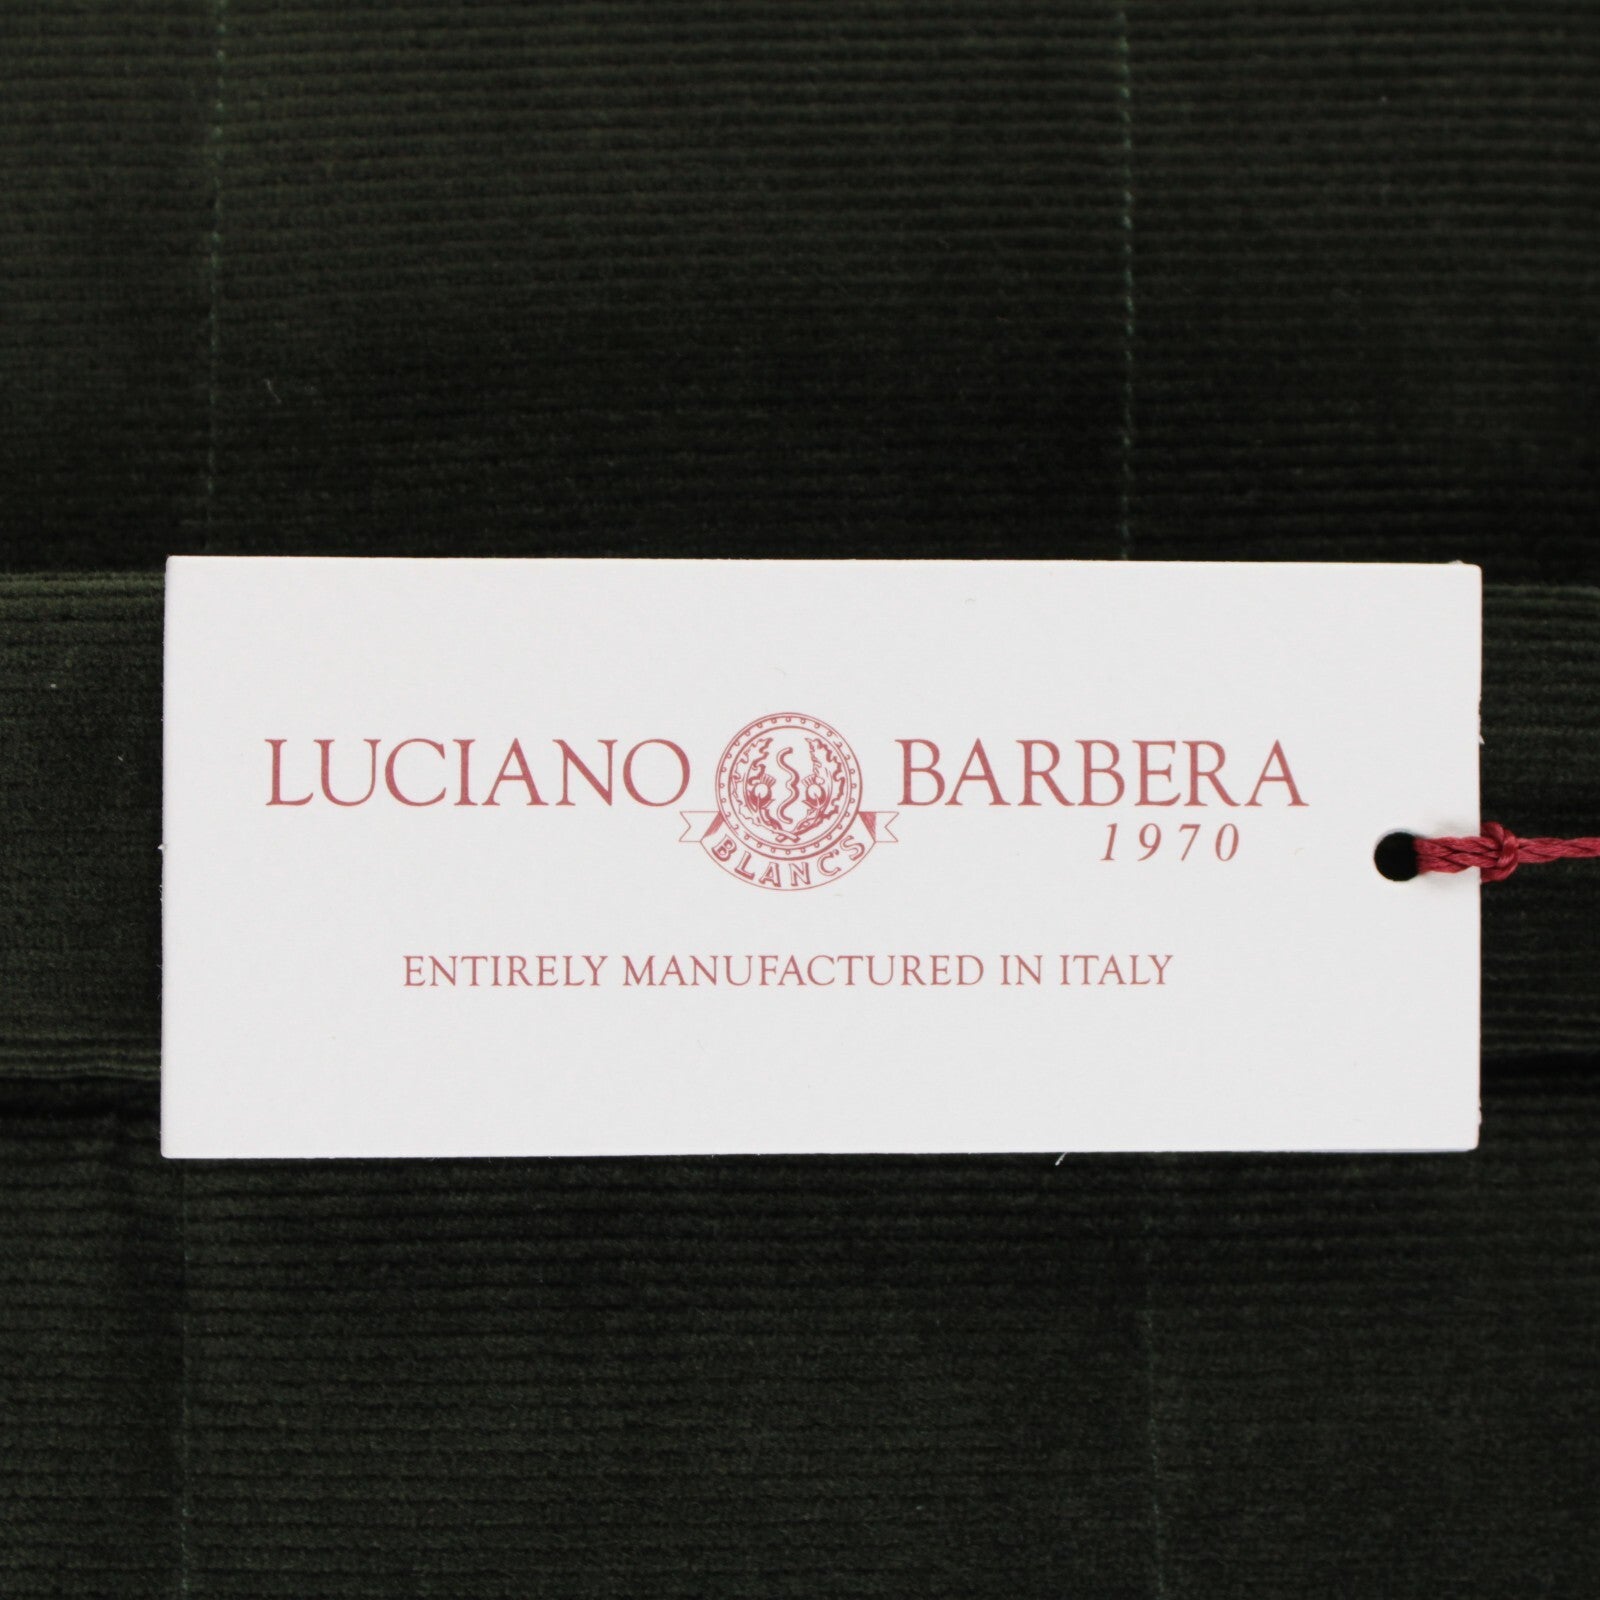 LUCIANO BARBERA
1970
BLANC'S
ENTIRELY MANUFACTURED IN ITALY